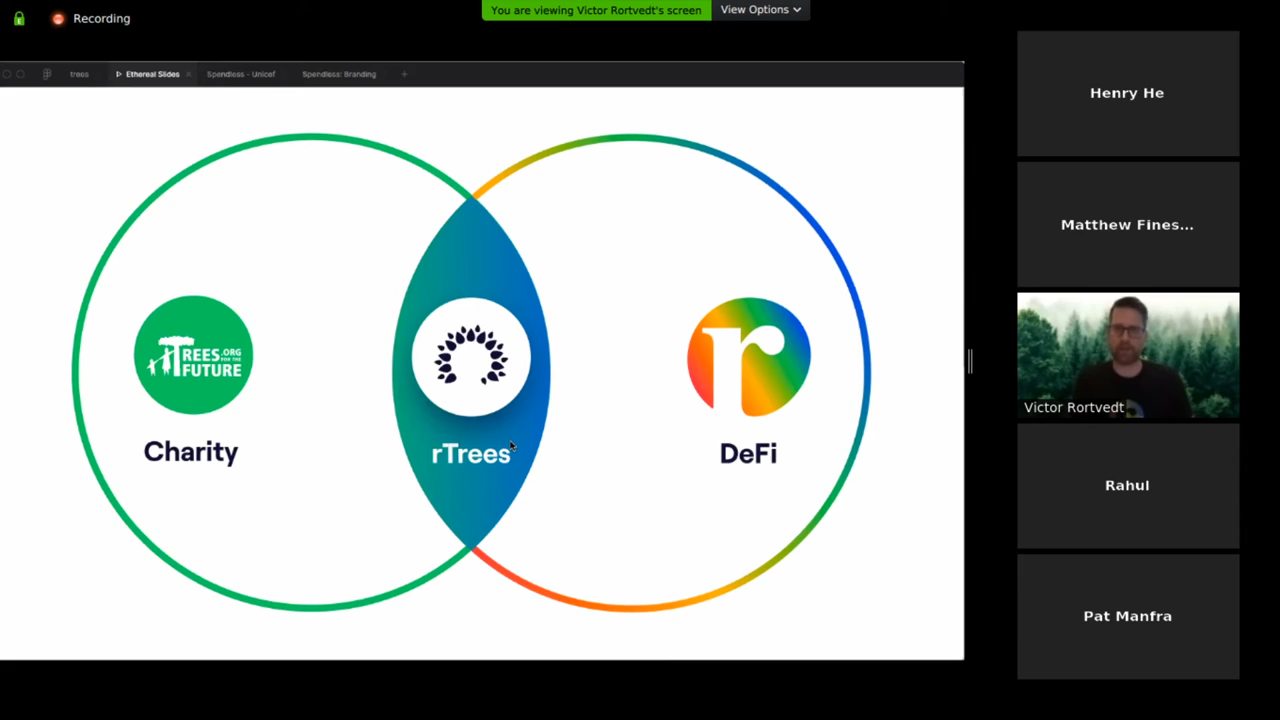 Recording
You are viewing Victor Rortvedt's screen
View Options
trees
Ethereal Slides
Spendless - Unicef
Spendless: Branding
TREES.ORG
FOR THE
FUTURE
Charity
rTrees
r
DeFi
Henry He
Matthew Fines...
Victor Rortvedt
Rahul
Pat Manfra